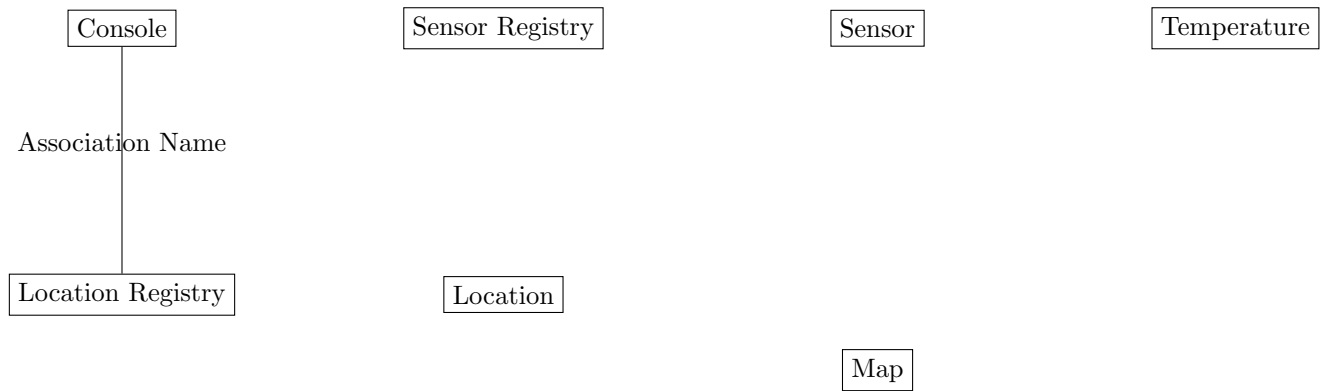 Console
Sensor Registry
Sensor
Temperature
Association Name
Location Registry
Location
Map